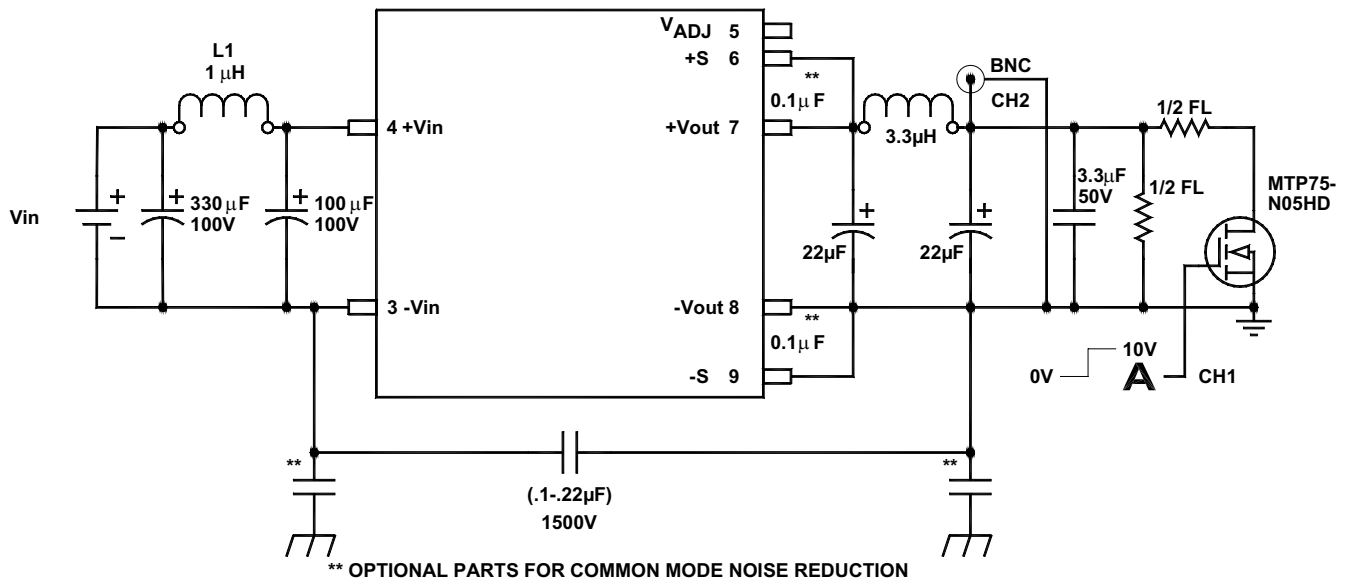 L1
1 µH
Vin
+
−
+
330 µF
100V
+
100 µF
100V
4 +Vin
3 -Vin
VADJ 5
+S 6
+Vout 7
-Vout 8
-S 9
**
0.1µ F
**
0.1µ F
3.3µH
BNC
CH2
+
22µF
+
22µF
3.3µF
50V
1/2 FL
1/2 FL
MTP75-
N05HD
0V
10V
A
CH1
**
(.1-.22µF)
1500V
**
** OPTIONAL PARTS FOR COMMON MODE NOISE REDUCTION